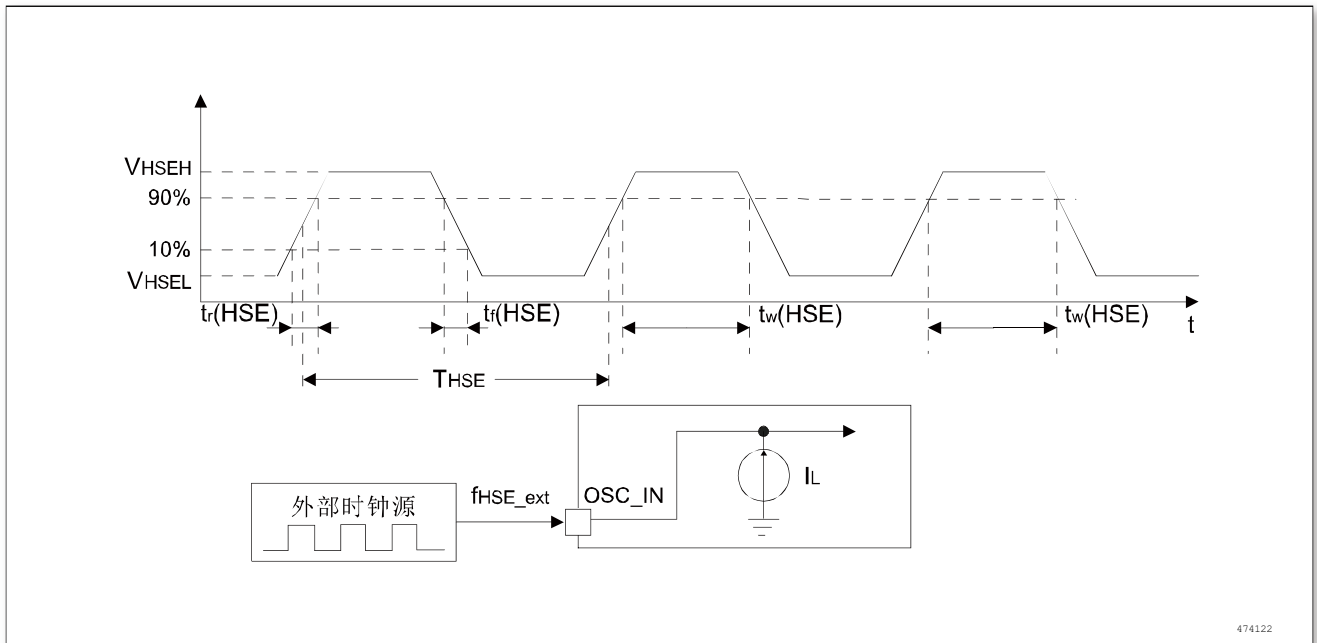 VHSEH
90%
10%
VHSEL
tr(HSE)
tf(HSE)
tw(HSE)
tw(HSE)
t
THSE
外部时钟源
fHSE_ext
OSC_IN
IL
474122